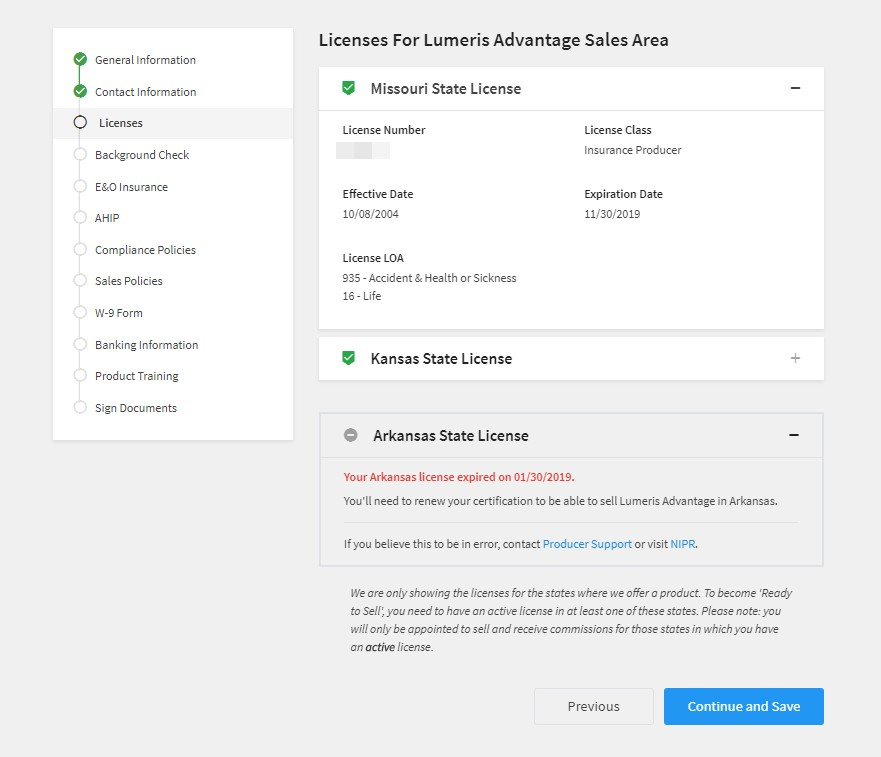 General Information
Contact Information
Licenses
Background Check
E&O Insurance
AHIP
Compliance Policies
Sales Policies
W-9 Form
Banking Information
Product Training
Sign Documents
Licenses For Lumeris Advantage Sales Area
Missouri State License
License Number
License Class
Insurance Producer
Effective Date
Expiration Date
10/08/2004
11/30/2019
License LOA
935 - Accident & Health or Sickness
16 - Life
Kansas State License
Arkansas State License
Your Arkansas license expired on 01/30/2019.
You'll need to renew your certification to be able to sell Lumeris Advantage in Arkansas.
If you believe this to be in error, contact Producer Support or visit NIPR.
We are only showing the licenses for the states where we offer a product. To become 'Ready
to Sell', you need to have an active license in at least one of these states. Please note: you
will only be appointed to sell and receive commissions for those states in which you have
an active license.
Previous
Continue and Save